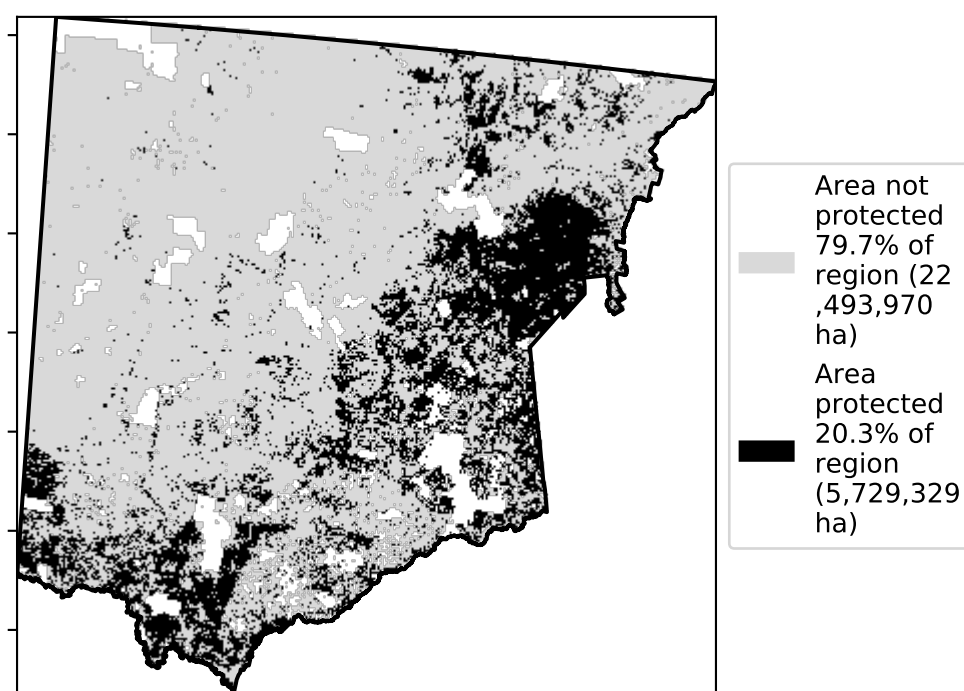 Area not
protected
79.7% of
region (22
,493,970
ha)
Area
protected
20.3% of
region
(5,729,329
ha)